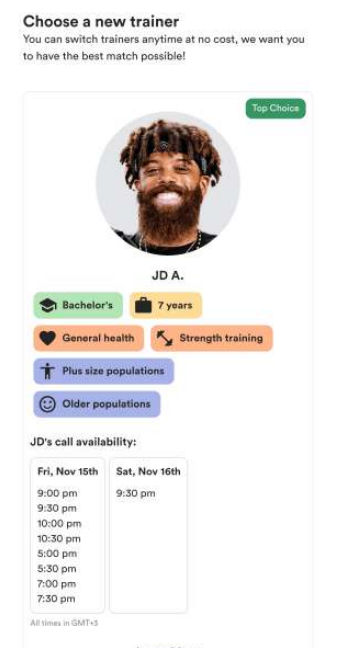 Choose a new trainer
You can switch trainers anytime at no cost, we want you
to have the best match possible!
Top Choice
JD A.
Bachelor's
7 years
General health
Strength training
Plus size populations
Older populations
JD's call availability:
Fri, Nov 15th
9:00 pm
9:30 pm
10:00 pm
10:30 pm
5:00 pm
5:30 pm
7:00 pm
7:30 pm
Sat, Nov 16th
9:30 pm
All times in GMT+3